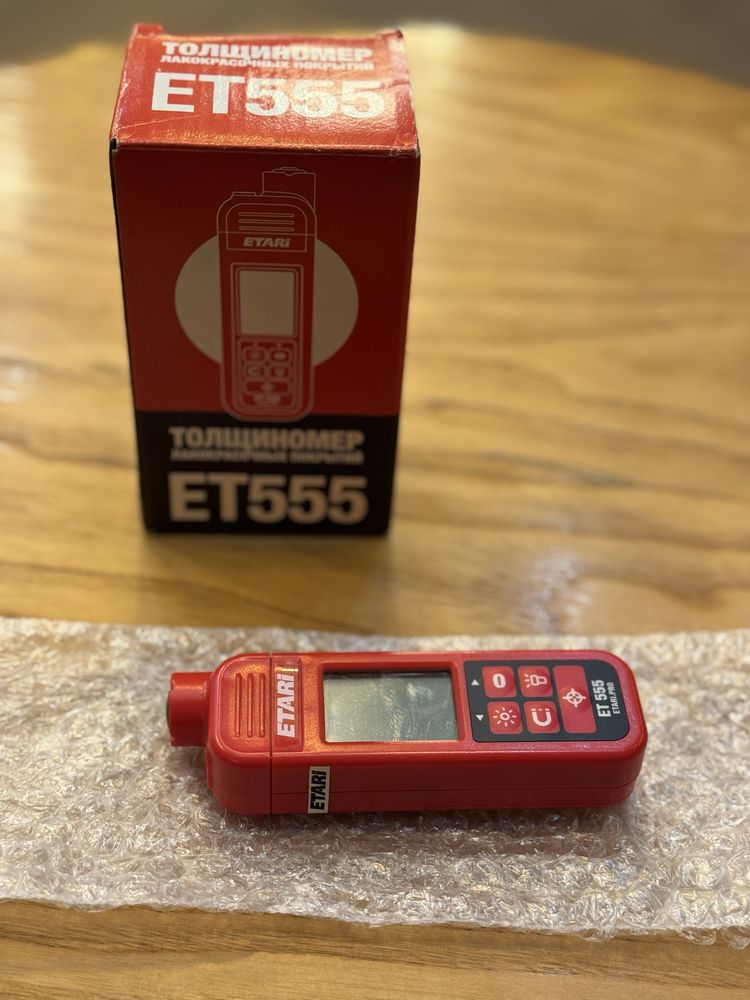 ТОЛЩИНОМЕР
ЛАКОКРАСОЧНЫХ ПОКРЫТИЙ
ET555
ETARI
ТОЛЩИНОМЕР
ЛАКОКРАСОЧНЫХ ПОКРЫТИЙ
ET555
ETARI
0
ET 555
ETARI.PRO
ETARI